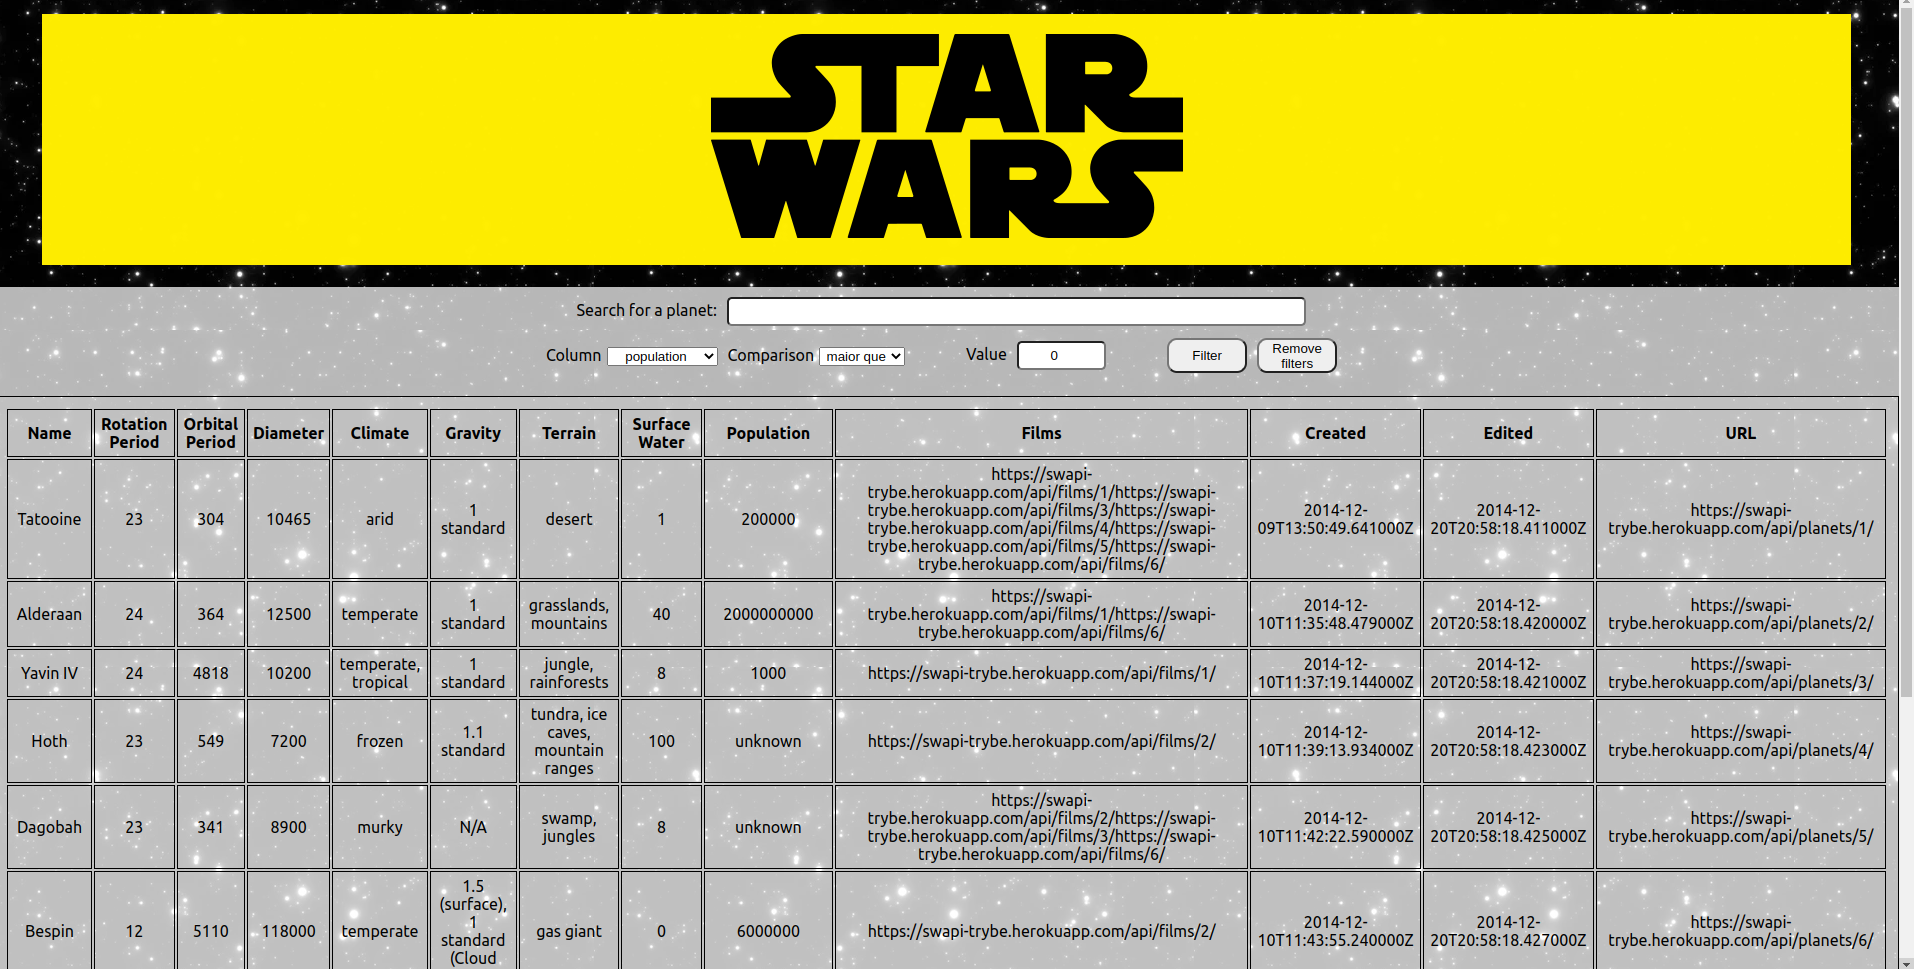 STAR
WARS
Search for a planet:
Column population Comparison maior que Value 0 Filter Remove filters
Name Rotation Period Orbital Period Diameter Climate Gravity Terrain Surface Water Population Films Created Edited URL
Tatooine 23 304 10465 arid 1 standard desert 1 200000 https://swapi-trybe.herokuapp.com/api/films/1/https://swapi-trybe.herokuapp.com/api/films/3/https://swapi-trybe.herokuapp.com/api/films/4/https://swapi-trybe.herokuapp.com/api/films/5/https://swapi-trybe.herokuapp.com/api/films/6/ 2014-12-09T13:50:49.641000Z 2014-12-20T20:58:18.411000Z https://swapi-trybe.herokuapp.com/api/planets/1/
Alderaan 24 364 12500 temperate 1 standard grasslands, mountains 40 2000000000 https://swapi-trybe.herokuapp.com/api/films/1/https://swapi-trybe.herokuapp.com/api/films/6/ 2014-12-10T11:35:48.479000Z 2014-12-20T20:58:18.420000Z https://swapi-trybe.herokuapp.com/api/planets/2/
Yavin IV 24 4818 10200 temperate, tropical 1 standard jungle, rainforests 8 1000 https://swapi-trybe.herokuapp.com/api/films/1/ 2014-12-10T11:37:19.144000Z 2014-12-20T20:58:18.421000Z https://swapi-trybe.herokuapp.com/api/planets/3/
Hoth 23 549 7200 frozen 1.1 standard tundra, ice caves, mountain ranges 100 unknown https://swapi-trybe.herokuapp.com/api/films/2/ 2014-12-10T11:39:13.934000Z 2014-12-20T20:58:18.423000Z https://swapi-trybe.herokuapp.com/api/planets/4/
Dagobah 23 341 8900 murky N/A swamp, jungles 8 unknown https://swapi-trybe.herokuapp.com/api/films/2/https://swapi-trybe.herokuapp.com/api/films/3/https://swapi-trybe.herokuapp.com/api/films/6/ 2014-12-10T11:42:22.590000Z 2014-12-20T20:58:18.425000Z https://swapi-trybe.herokuapp.com/api/planets/5/
Bespin 12 5110 118000 temperate 1.5 (surface), 1 standard (Cloud gas giant 0 6000000 https://swapi-trybe.herokuapp.com/api/films/2/ 2014-12-10T11:43:55.240000Z 2014-12-20T20:58:18.427000Z https://swapi-trybe.herokuapp.com/api/planets/6/